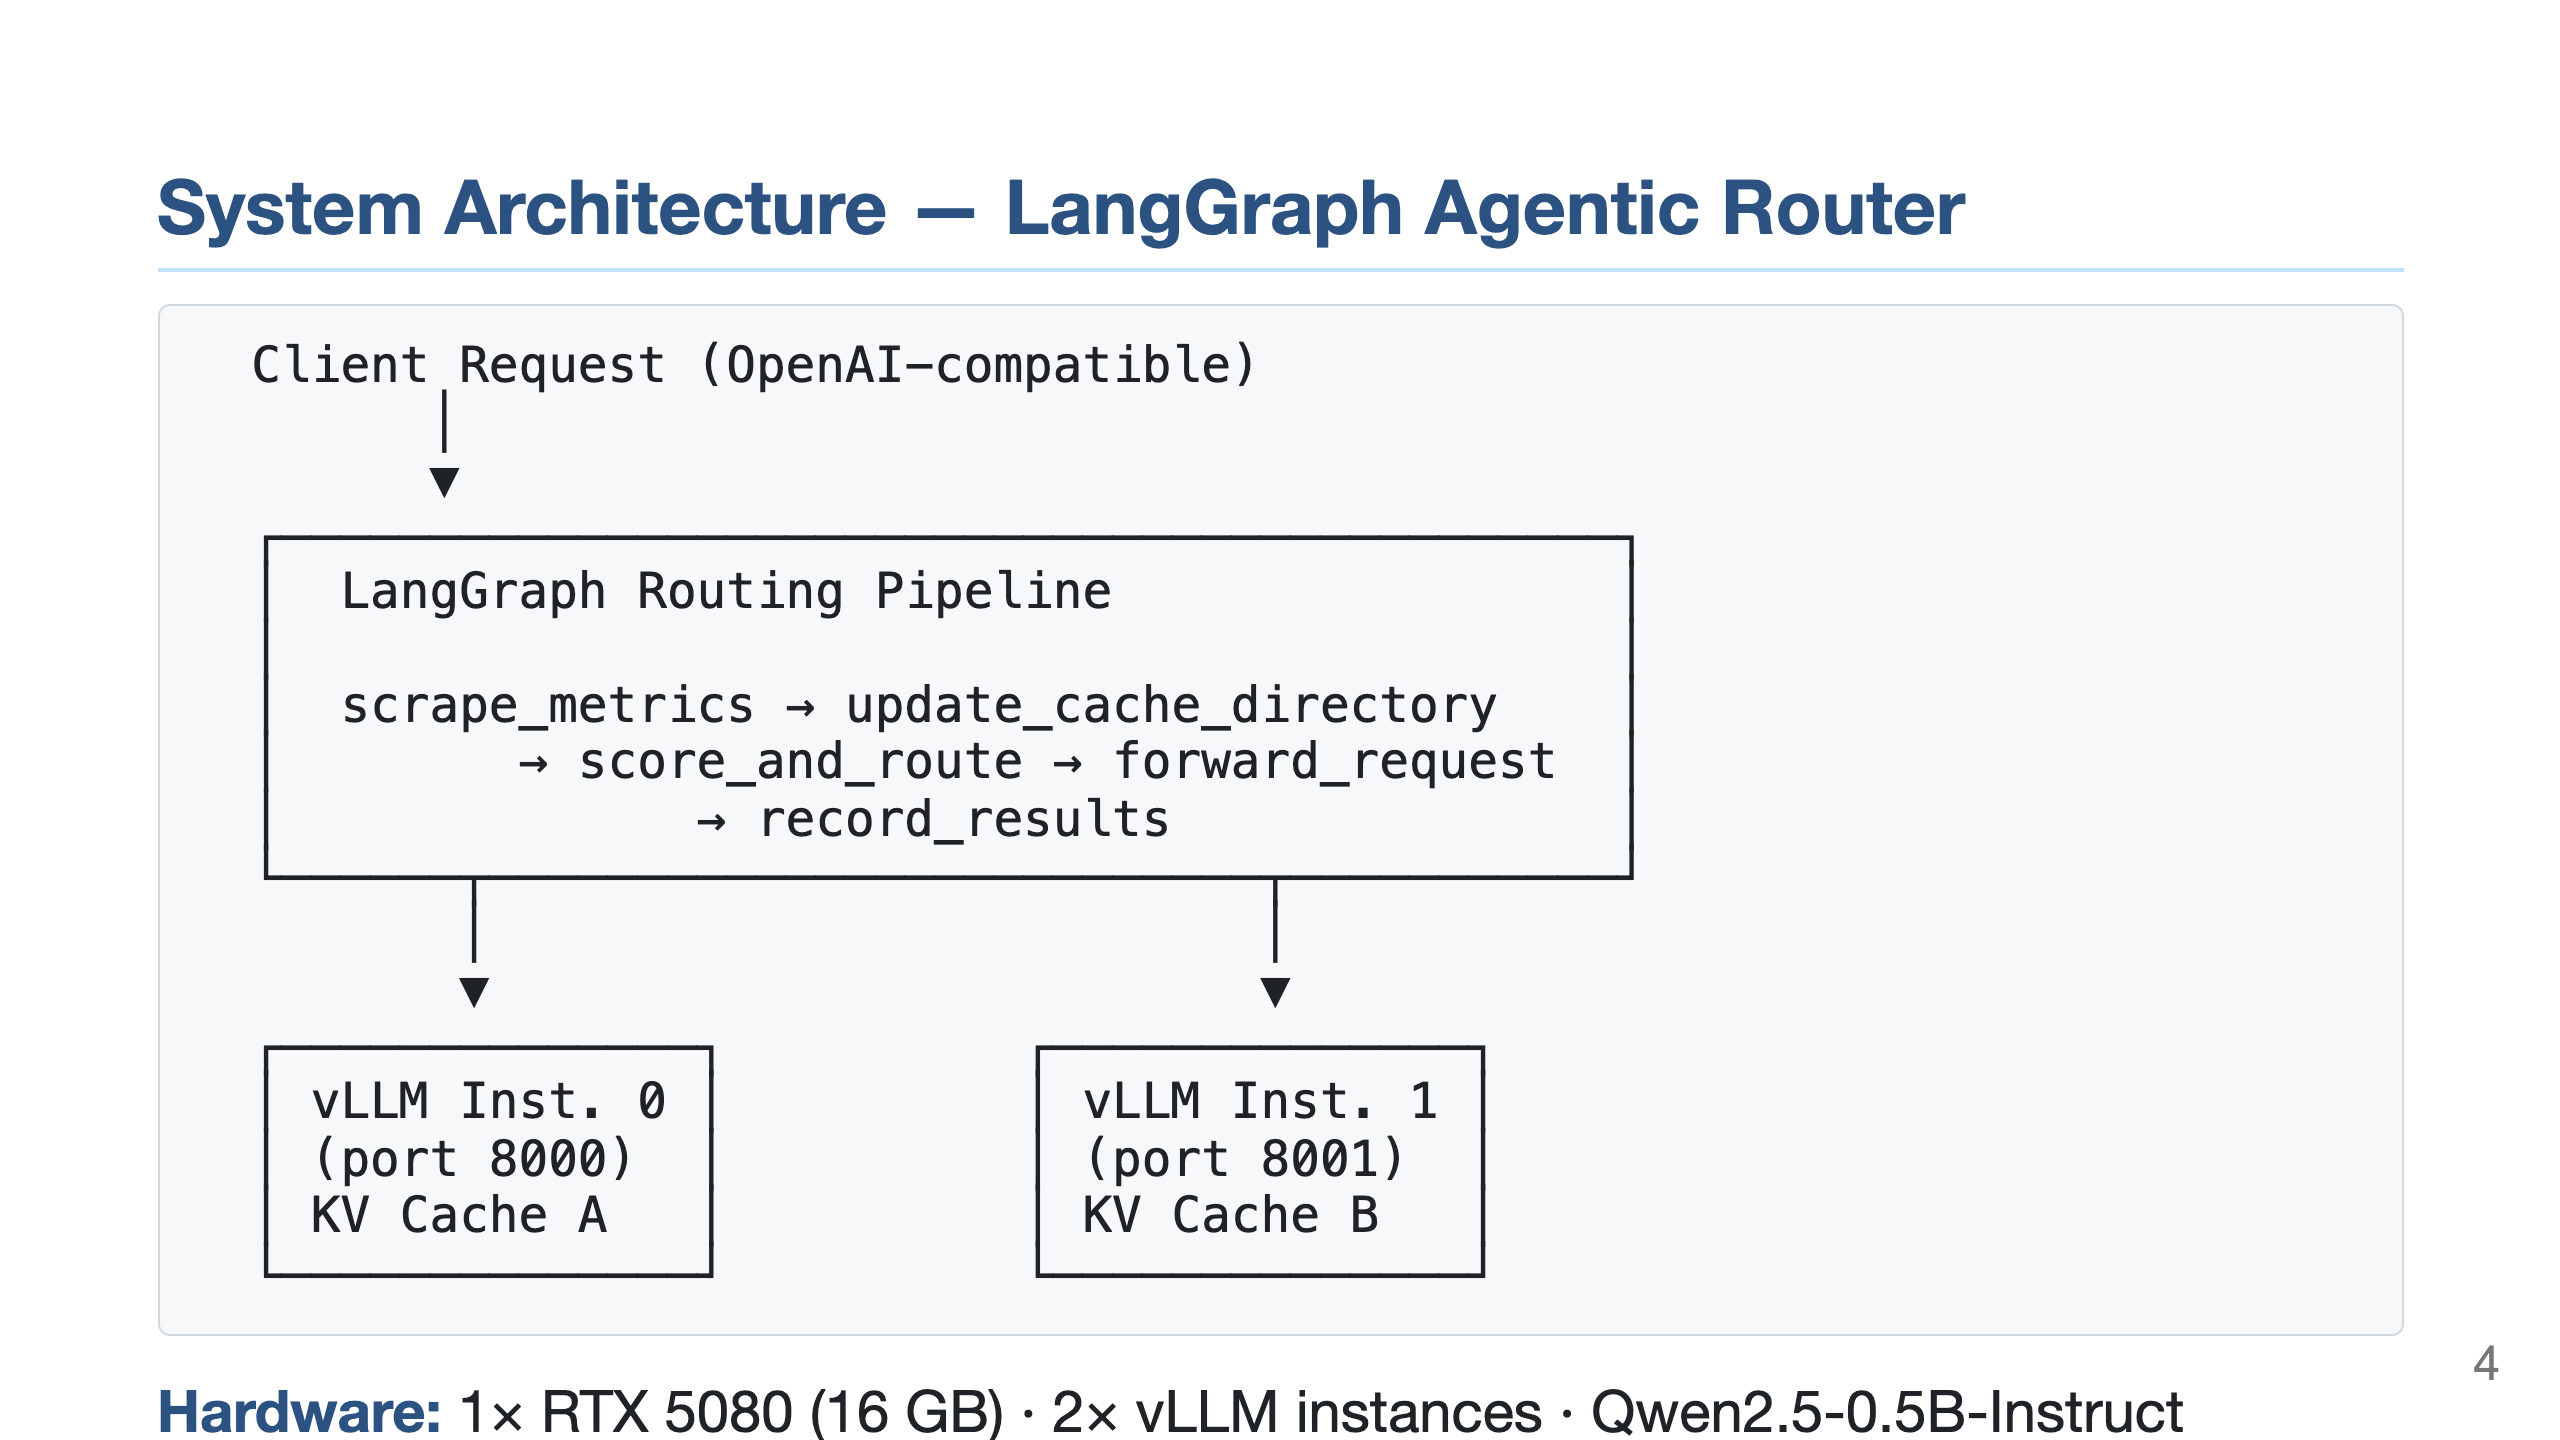 System Architecture — LangGraph Agentic Router
Client Request (OpenAI-compatible)
LangGraph Routing Pipeline
scrape_metrics → update_cache_directory
→ score_and_route → forward_request
→ record_results
vLLM Inst. 0
(port 8000)
KV Cache A
vLLM Inst. 1
(port 8001)
KV Cache B
4
Hardware: 1× RTX 5080 (16 GB) · 2× vLLM instances · Qwen2.5-0.5B-Instruct